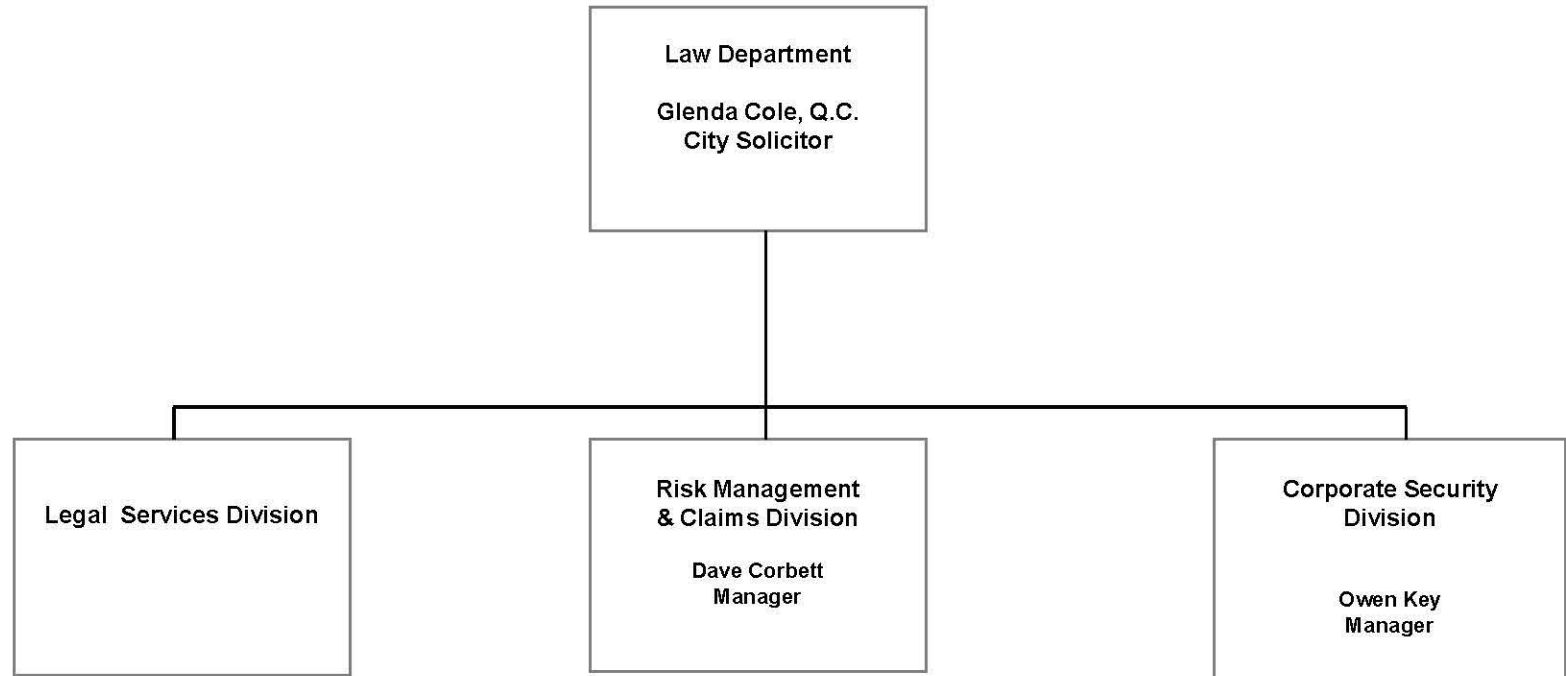 Law Department
Glenda Cole, Q.C.
City Solicitor
Legal  Services Division
Risk Management
& Claims Division
Dave Corbett
Manager
Corporate Security
Division
Owen Key
Manager